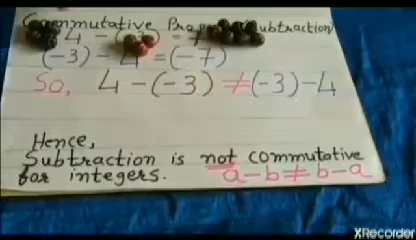 Commutative Prop Subtraction
4 - ( ) = 7
(-3) - 4 = (-7)
So, 4 - (-3) ≠ (-3) - 4
Hence,
Subtraction is not commutative
for integers. a-b ≠ b-a
XRecorder